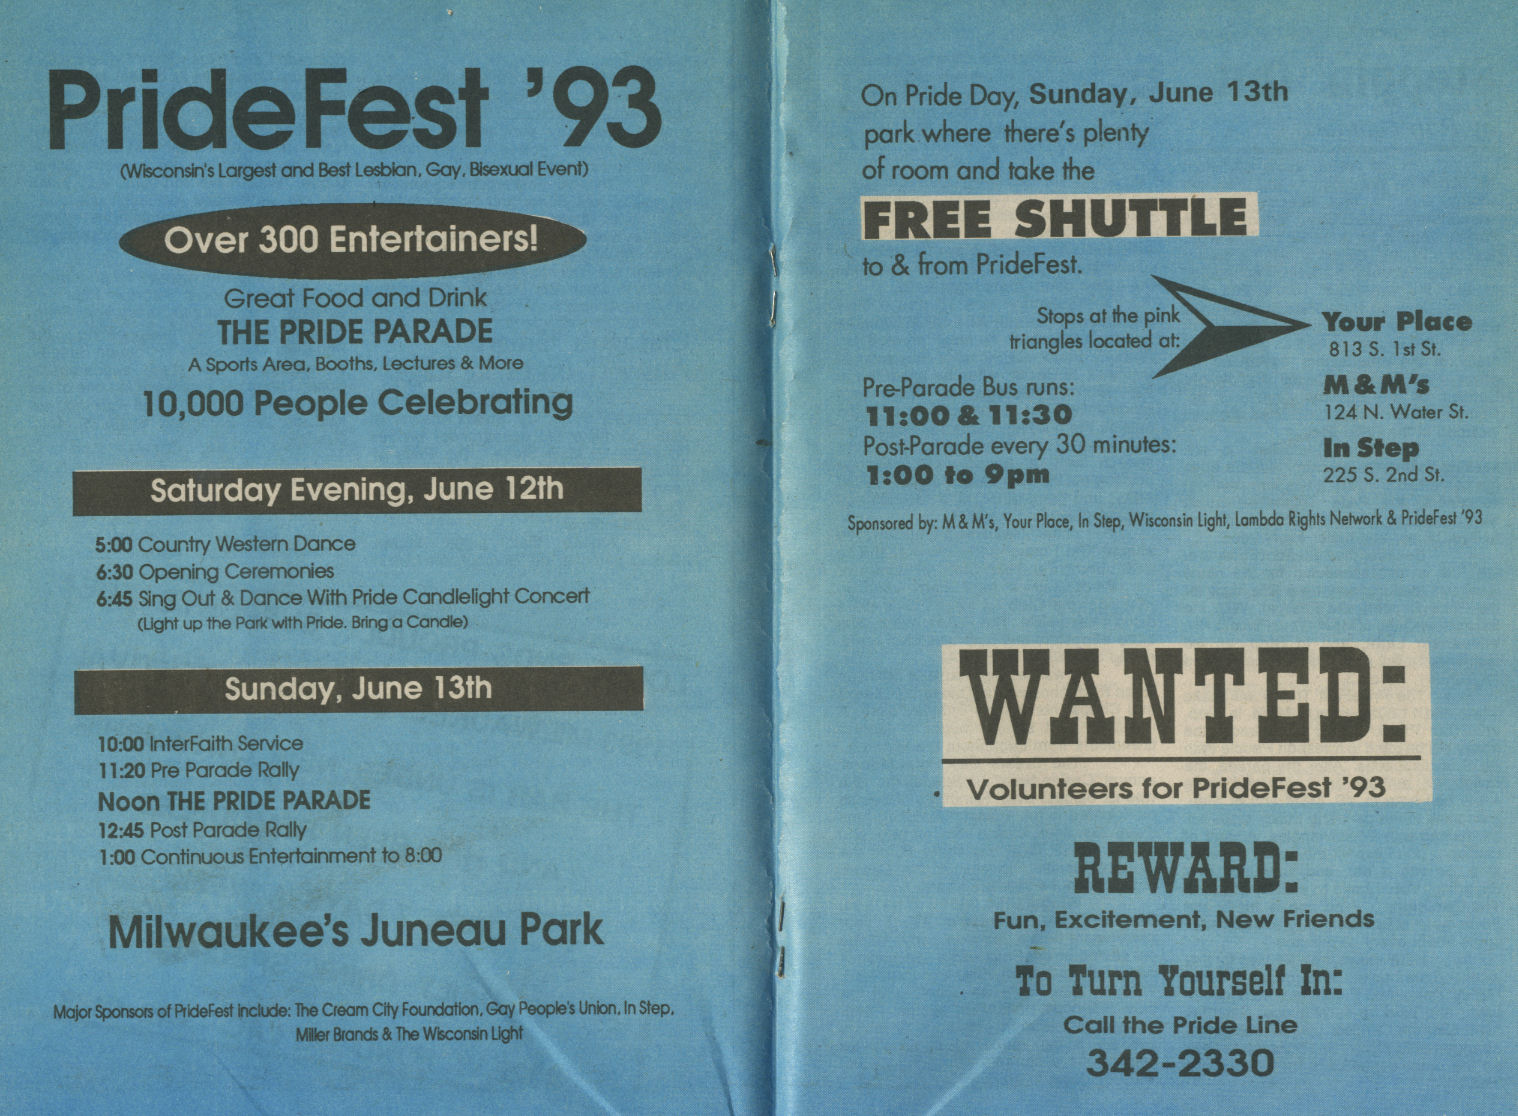 PrideFest '93
(Wisconsin's Largest and Best Lesbian, Gay, Bisexual Event)
Over 300 Entertainers!
Great Food and Drink
THE PRIDE PARADE
A Sports Area, Booths, Lectures & More
10,000 People Celebrating
Saturday Evening, June 12th
5:00 Country Western Dance
6:30 Opening Ceremonies
6:45 Sing Out & Dance With Pride Candlelight Concert
(Light up the Park with Pride. Bring a Candle)
Sunday, June 13th
10:00 InterFaith Service
11:20 Pre Parade Rally
Noon THE PRIDE PARADE
12:45 Post Parade Rally
1:00 Continuous Entertainment to 8:00
Milwaukee's Juneau Park
Major Sponsors of PrideFest Include: The Cream City Foundation, Gay People's Union, In Step,
Miller Brands & The Wisconsin Light
On Pride Day, Sunday, June 13th
park where there's plenty
of room and take the
FREE SHUTTLE
to & from PrideFest.
Stops at the pink
triangles located at:
Your Place
813 S. 1st St.
M & M's
124 N. Water St.
In Step
225 S. 2nd St.
Pre-Parade Bus runs:
11:00 & 11:30
Post-Parade every 30 minutes:
1:00 to 9pm
Sponsored by: M & M's, Your Place, In Step, Wisconsin Light, Lambda Rights Network & PrideFest '93
WANTED:
Volunteers for PrideFest '93
REWARD:
Fun, Excitement, New Friends
To Turn Yourself In:
Call the Pride Line
342-2330